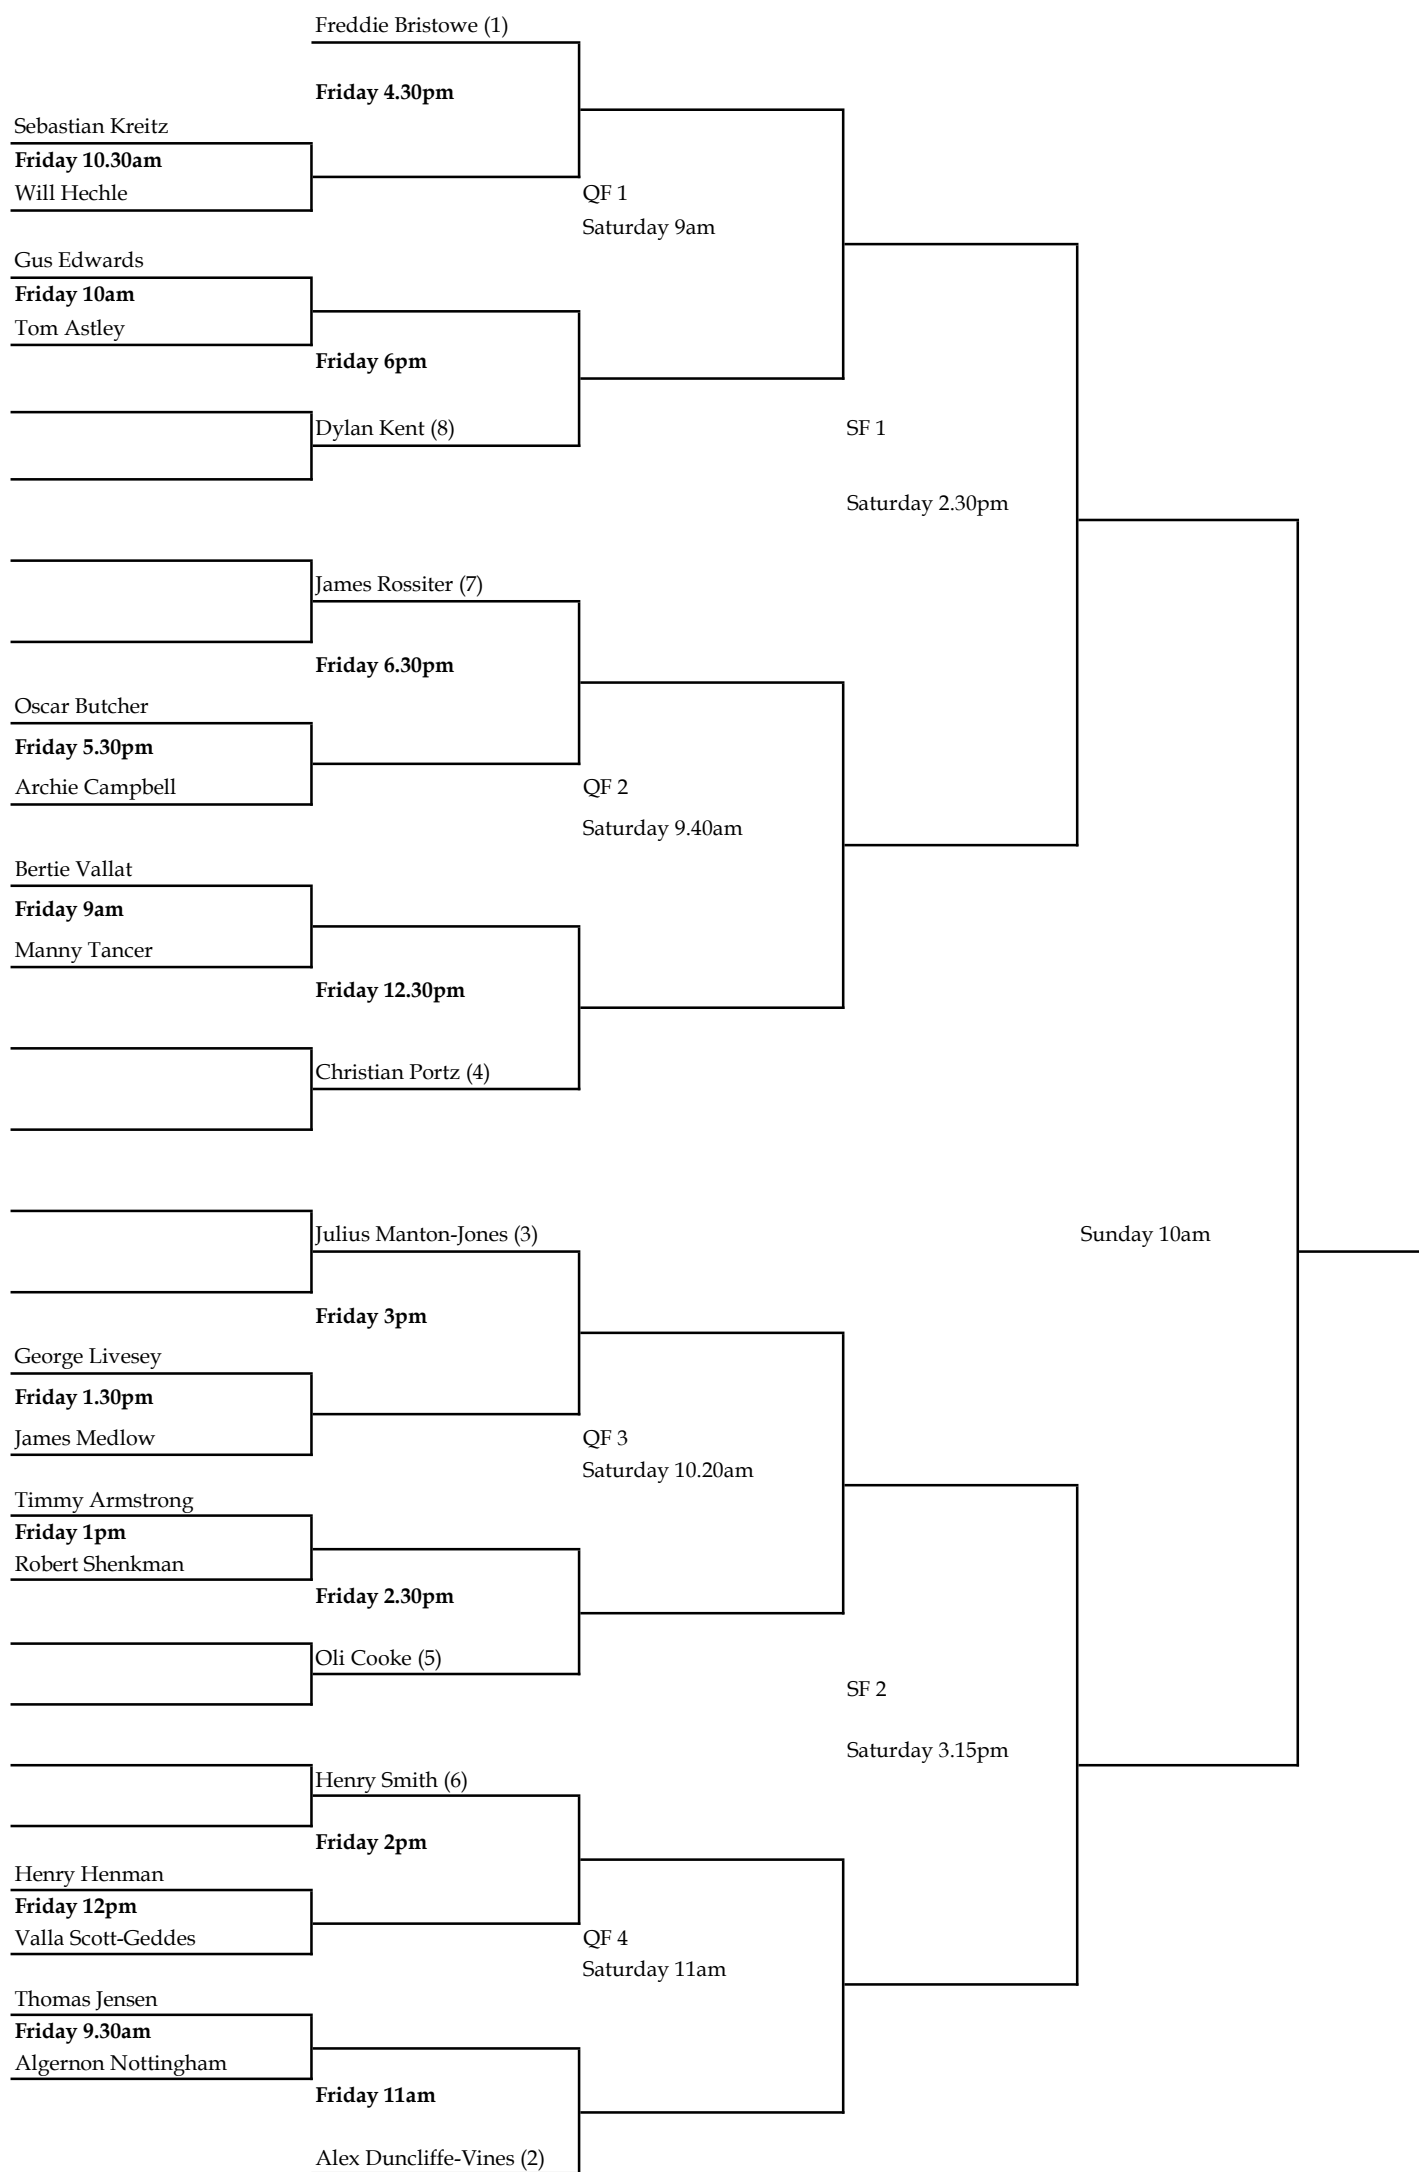 Freddie Bristowe (1)
Friday 4.30pm
Sebastian Kreitz
Friday 10.30am
Will Hechle
QF 1
Saturday 9am
Gus Edwards
Friday 10am
Tom Astley
Friday 6pm
Dylan Kent (8)
SF 1
Saturday 2.30pm
James Rossiter (7)
Friday 6.30pm
Oscar Butcher
Friday 5.30pm
Archie Campbell
QF 2
Saturday 9.40am
Bertie Vallat
Friday 9am
Manny Tancer
Friday 12.30pm
Christian Portz (4)
Julius Manton-Jones (3)
Sunday 10am
Friday 3pm
George Livesey
Friday 1.30pm
James Medlow
QF 3
Saturday 10.20am
Timmy Armstrong
Friday 1pm
Robert Shenkman
Friday 2.30pm
Oli Cooke (5)
SF 2
Saturday 3.15pm
Henry Smith (6)
Friday 2pm
Henry Henman
Friday 12pm
Valla Scott-Geddes
QF 4
Saturday 11am
Thomas Jensen
Friday 9.30am
Algernon Nottingham
Friday 11am
Alex Duncliffe-Vines (2)